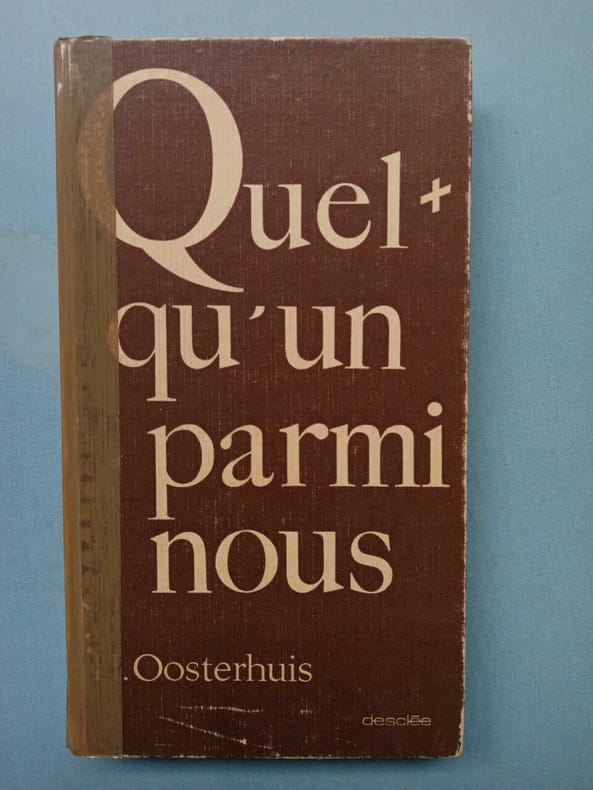 Quel+
qu'un
parmi
nous
. Oosterhuis
desclée